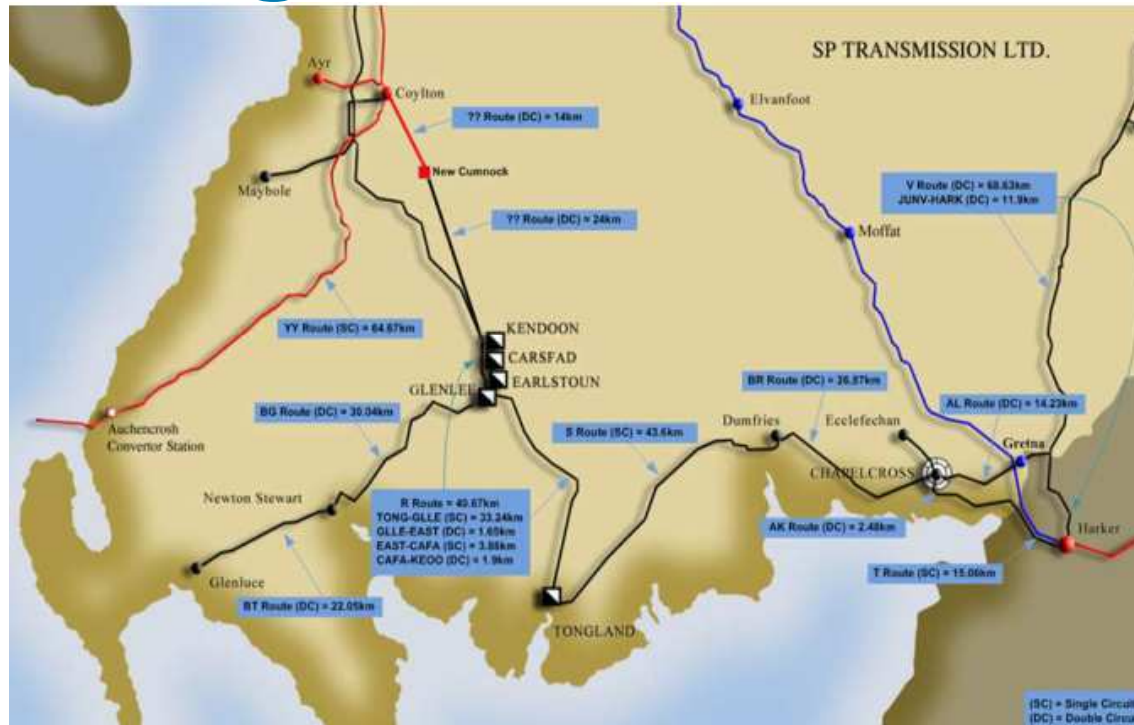 SP TRANSMISSION LTD.
Ayr
Coylton
Elvanfoot
?? Route (DC) = 14km
New Cumnock
Maybole
V Route (DC) = 68.63km
JUNV-HARK (DC) = 11.9km
?? Route (DC) = 24km
Moffat
YY Route (SC) = 64.67km
KENDOON
CARSFAD
EARLSTOUN
GLENLEE
BR Route (DC) = 26.87km
AL Route (DC) = 14.23km
BG Route (DC) = 30.04km
Auchencrosh
Convertor Station
S Route (SC) = 43.6km
Dumfries
Ecclefechan
Gretna
CHAPELCROSS
Newton Stewart
R Route = 40.67km
TONG-GLLE (SC) = 33.24km
GLLE-EAST (DC) = 1.65km
EAST-CAFA (SC) = 3.88km
CAFA-KEOO (DC) = 1.9km
AK Route (DC) = 2.48km
Harker
Glenluce
T Route (SC) = 15.06km
BT Route (DC) = 22.05km
TONGLAND
(SC) = Single Circuit
(DC) = Double Circu